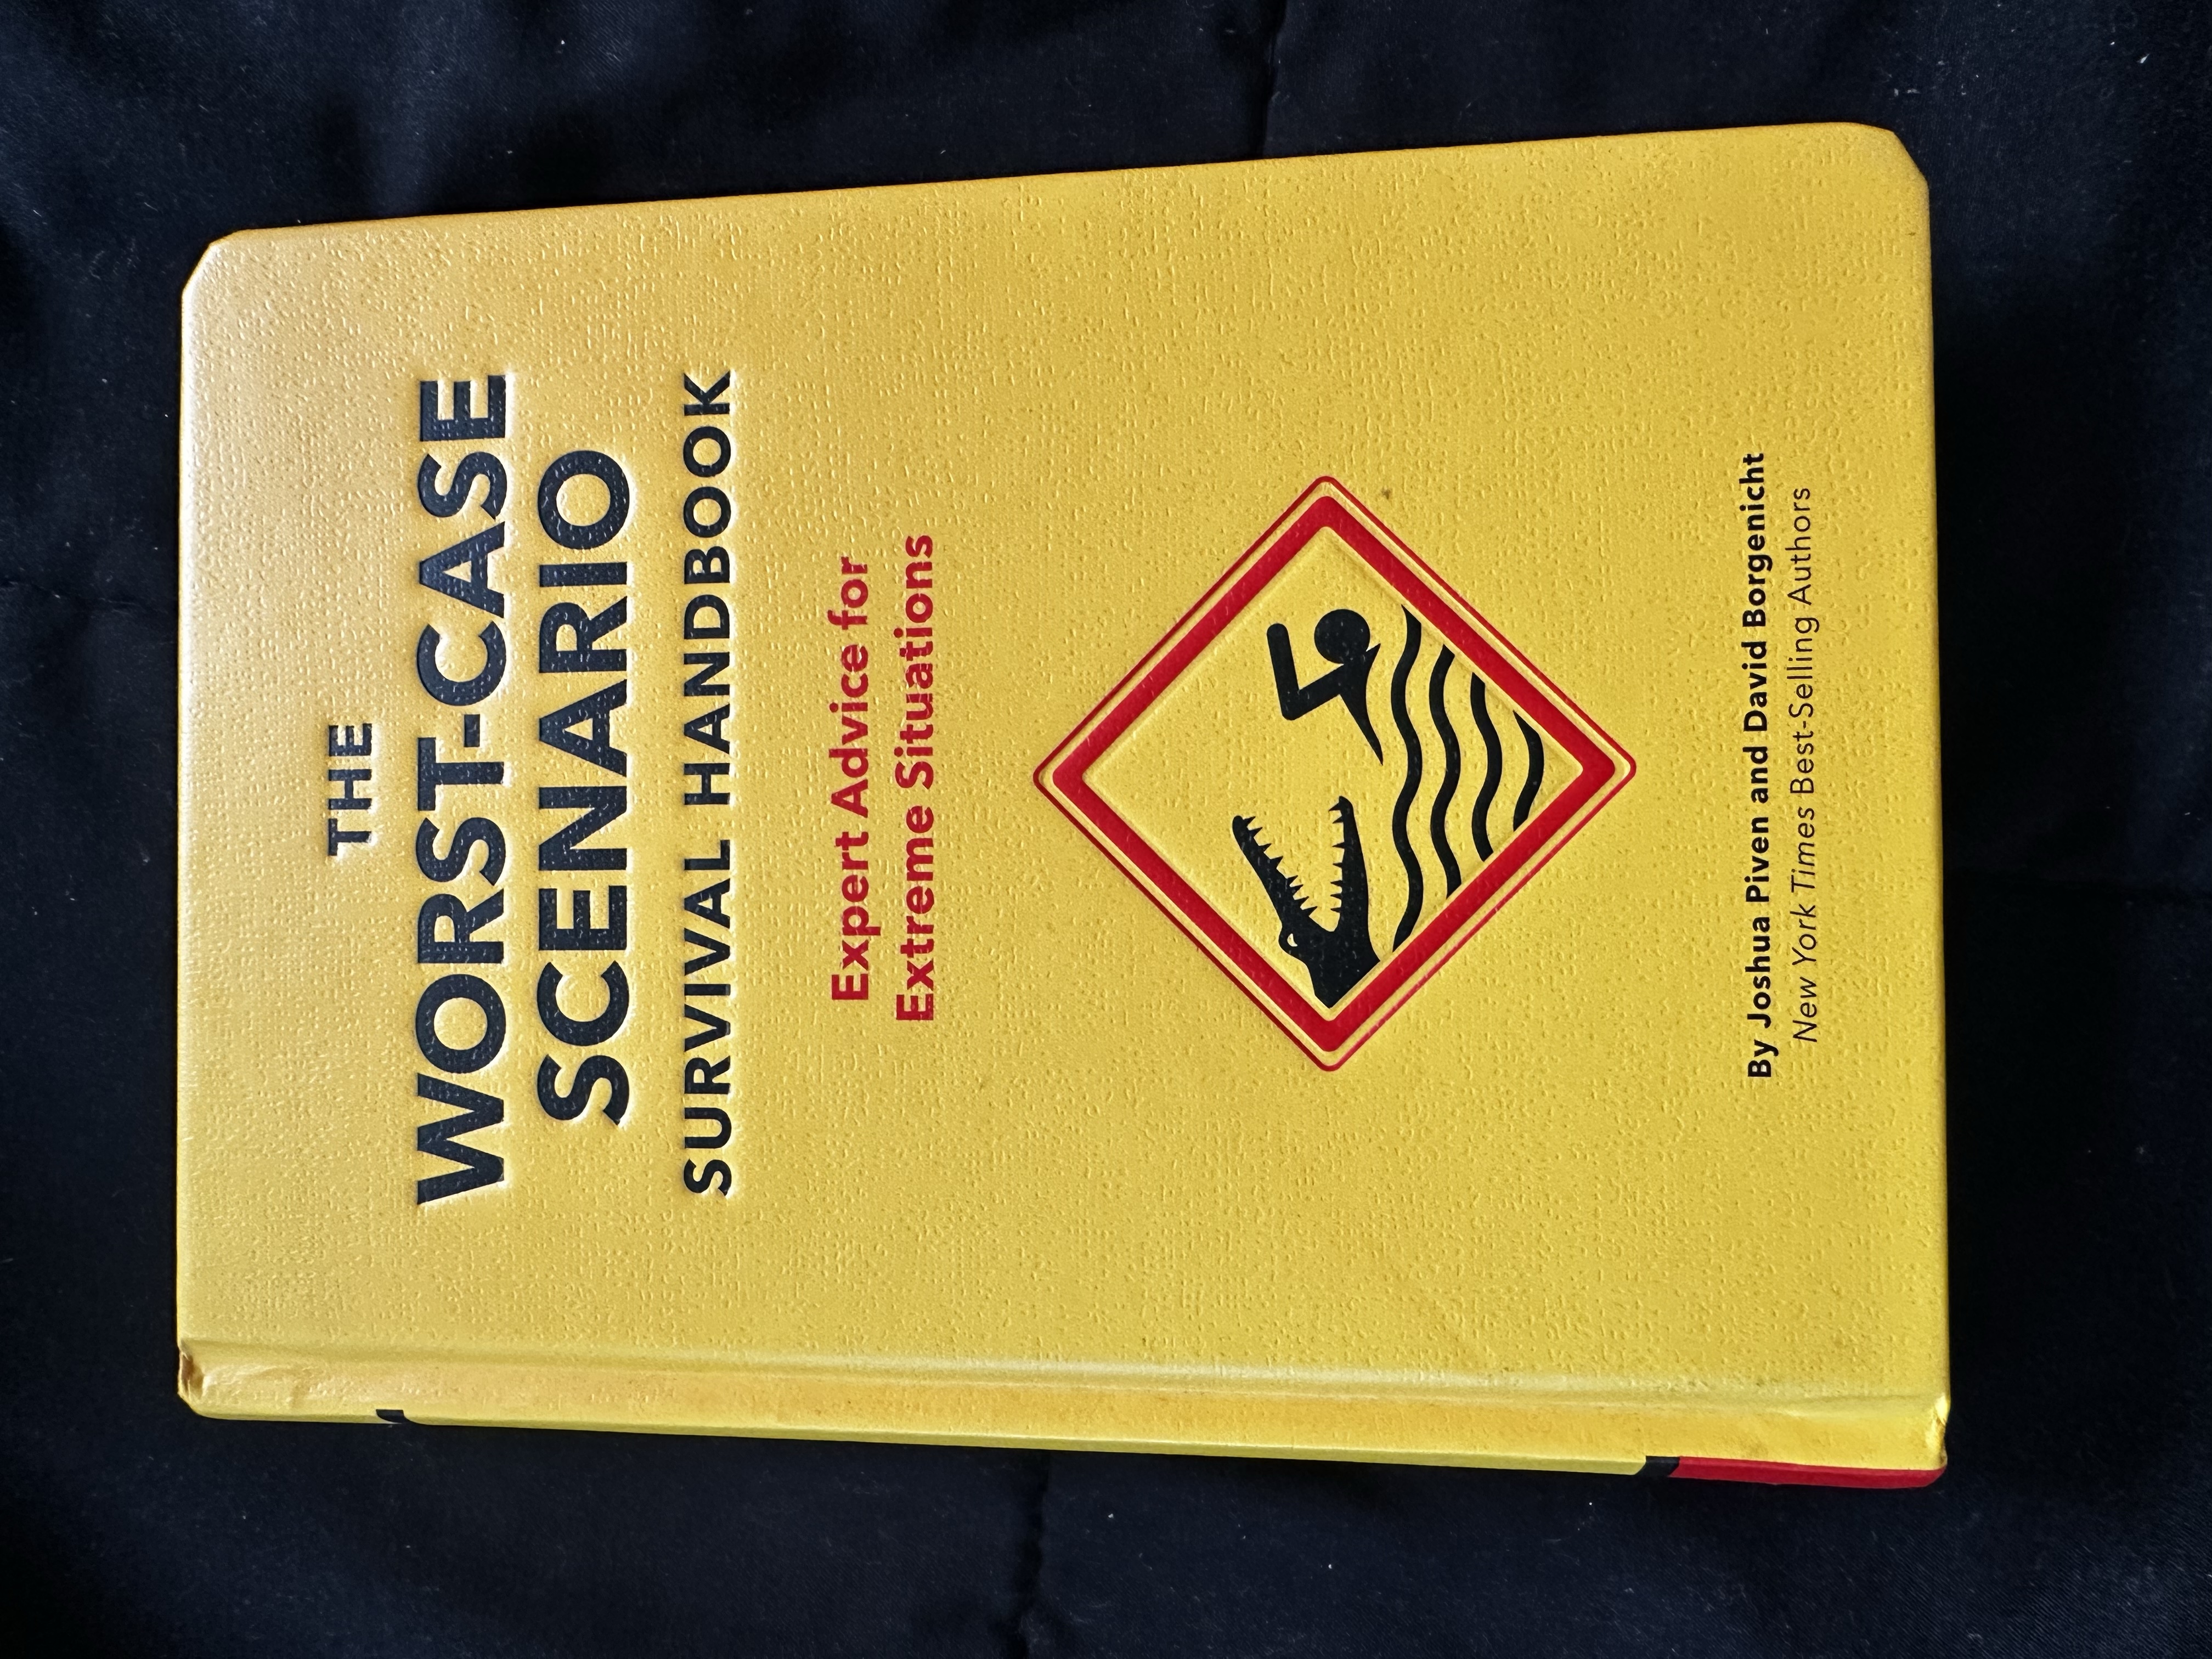 THE
WORST-CASE
SCENARIO
SURVIVAL HANDBOOK
Expert Advice for
Extreme Situations
By Joshua Piven and David Borgenicht
New York Times Best-Selling Authors